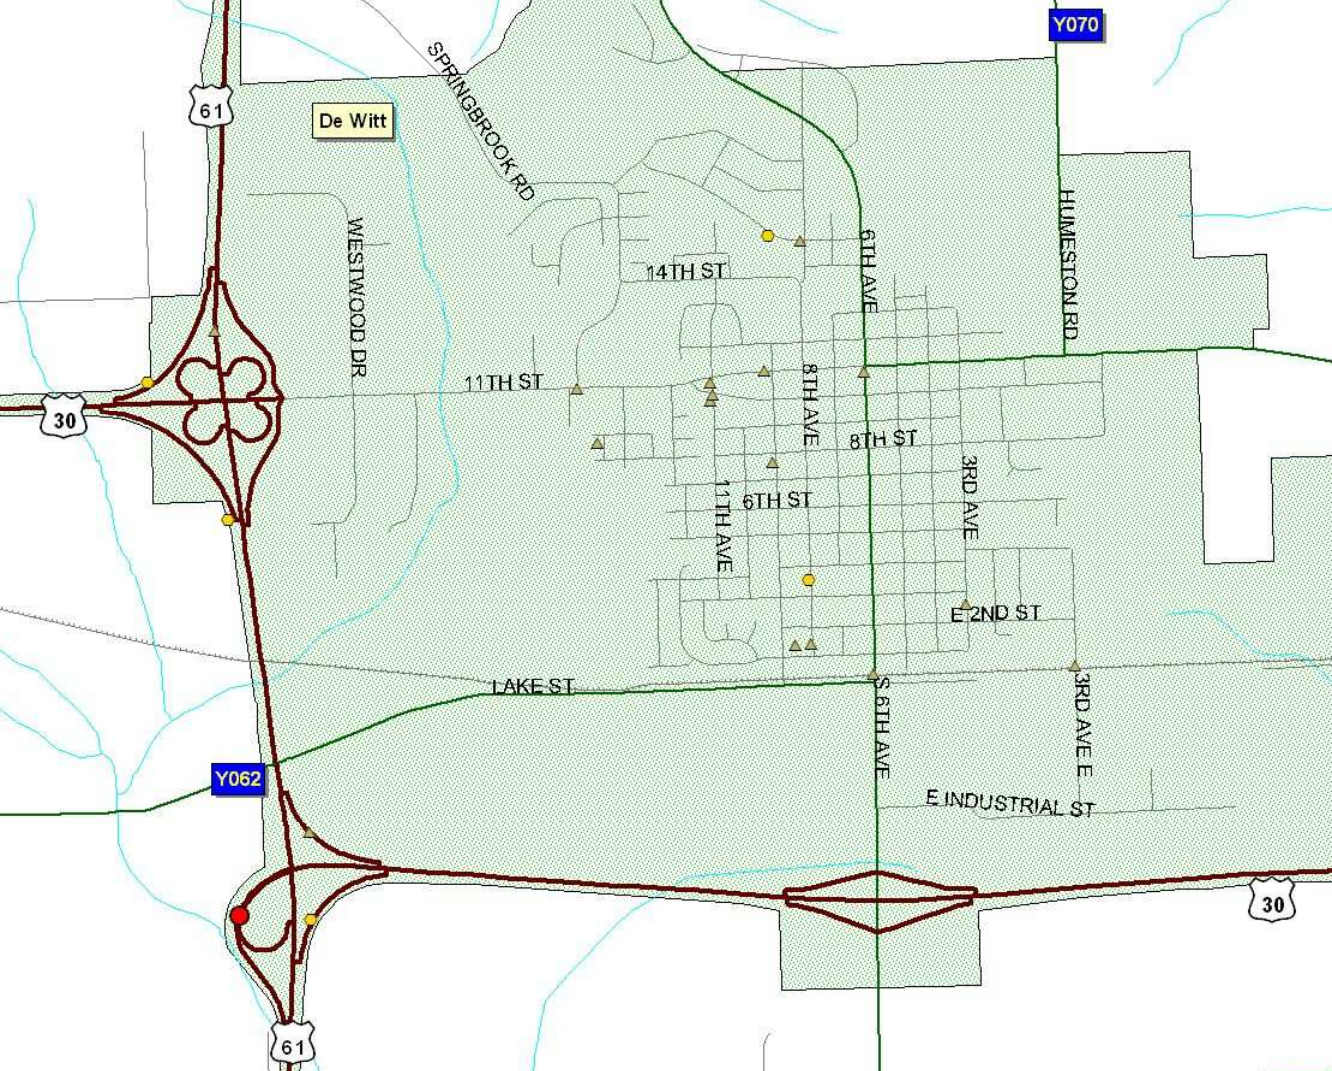 Y070
SPRINGBROOK RD
61
De Witt
WESTWOOD DR
HUMESTON RD
6TH AVE
14TH ST
11TH ST
8TH AVE
30
8TH ST
3RD AVE
11TH AVE
6TH ST
E 2ND ST
LAKE ST
S 6TH AVE
3RD AVE E
Y062
E INDUSTRIAL ST
30
61